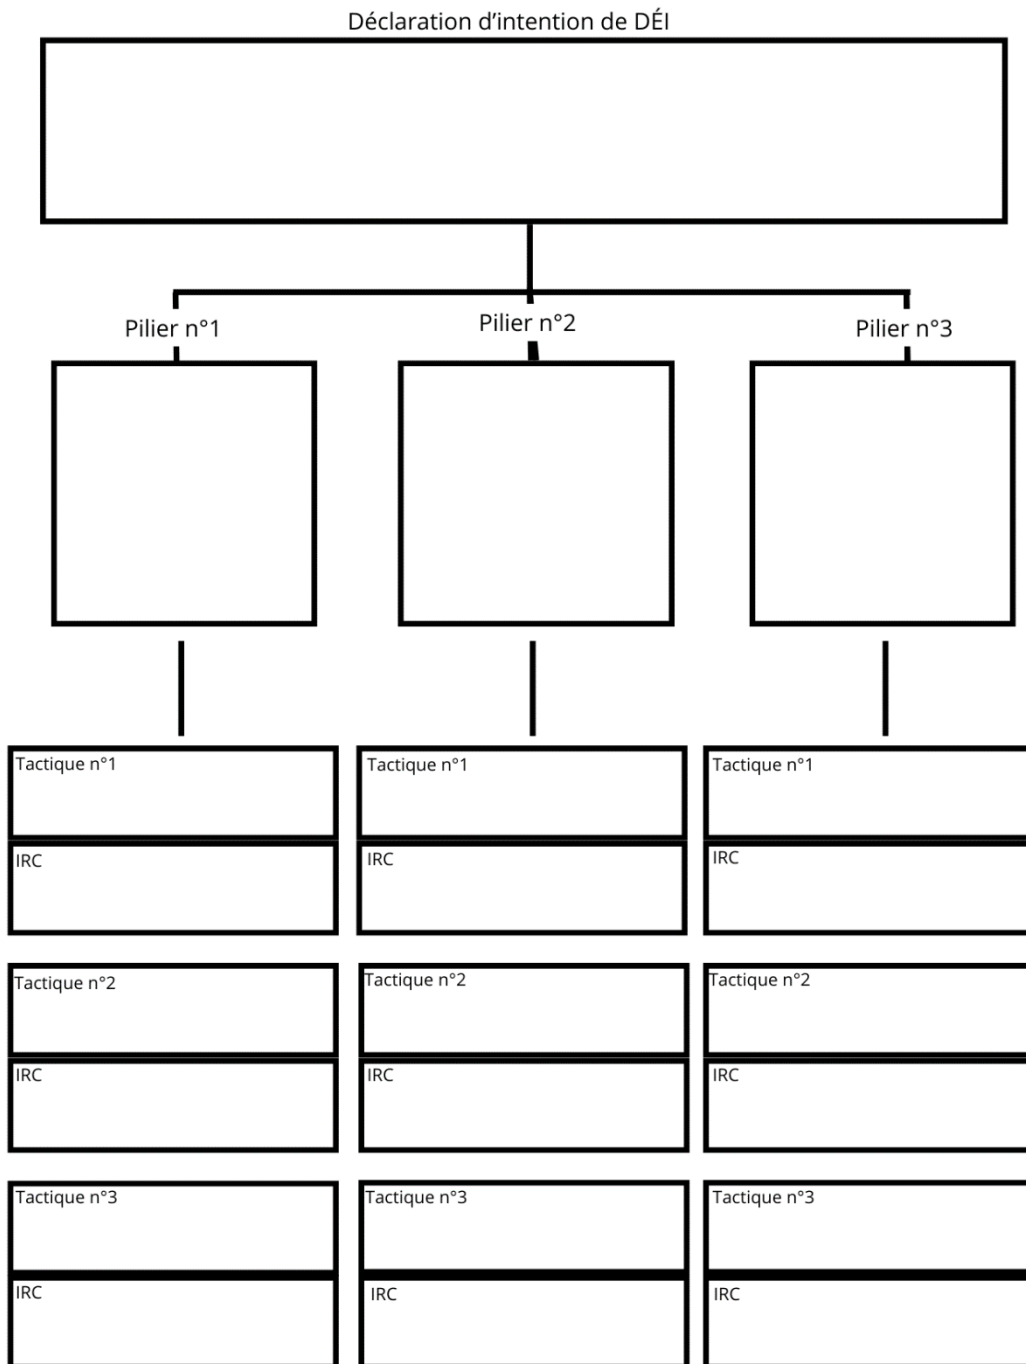 Déclaration d'intention de DÉI
Pilier n°1
Pilier n°2
Pilier n°3
Tactique n°1
Tactique n°1
Tactique n°1
IRC
IRC
IRC
Tactique n°2
Tactique n°2
Tactique n°2
IRC
IRC
IRC
Tactique n°3
Tactique n°3
Tactique n°3
IRC
IRC
IRC